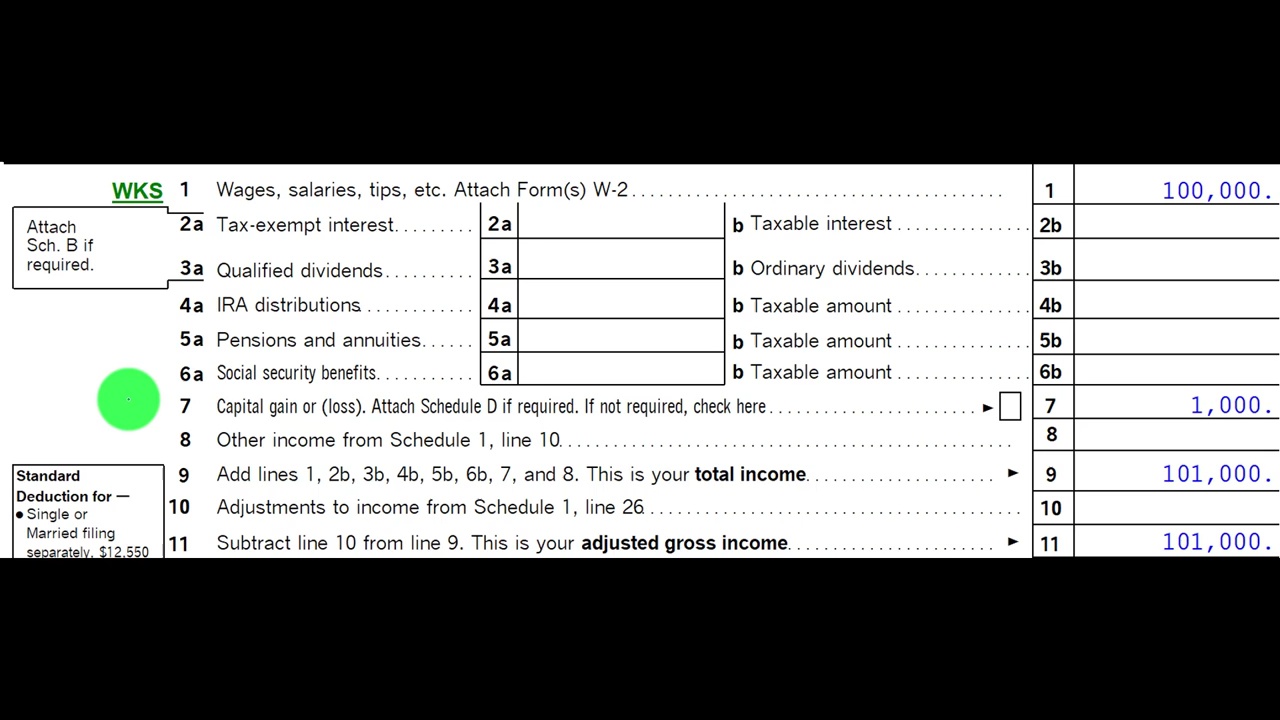 WKS 1 Wages, salaries, tips, etc. Attach Form(s) W-2 1 100,000.
Attach
Sch. B if
required.
2a Tax-exempt interest 2a b Taxable interest 2b
3a Qualified dividends 3a b Ordinary dividends 3b
4a IRA distributions 4a b Taxable amount 4b
5a Pensions and annuities 5a b Taxable amount 5b
6a Social security benefits 6a b Taxable amount 6b
7 Capital gain or (loss). Attach Schedule D if required. If not required, check here ► 7 1,000.
8 Other income from Schedule 1, line 10 8
9 Add lines 1, 2b, 3b, 4b, 5b, 6b, 7, and 8. This is your total income ► 9 101,000.
Standard
Deduction for —
● Single or
Married filing
separately, $12,550
10 Adjustments to income from Schedule 1, line 26 10
11 Subtract line 10 from line 9. This is your adjusted gross income ► 11 101,000.